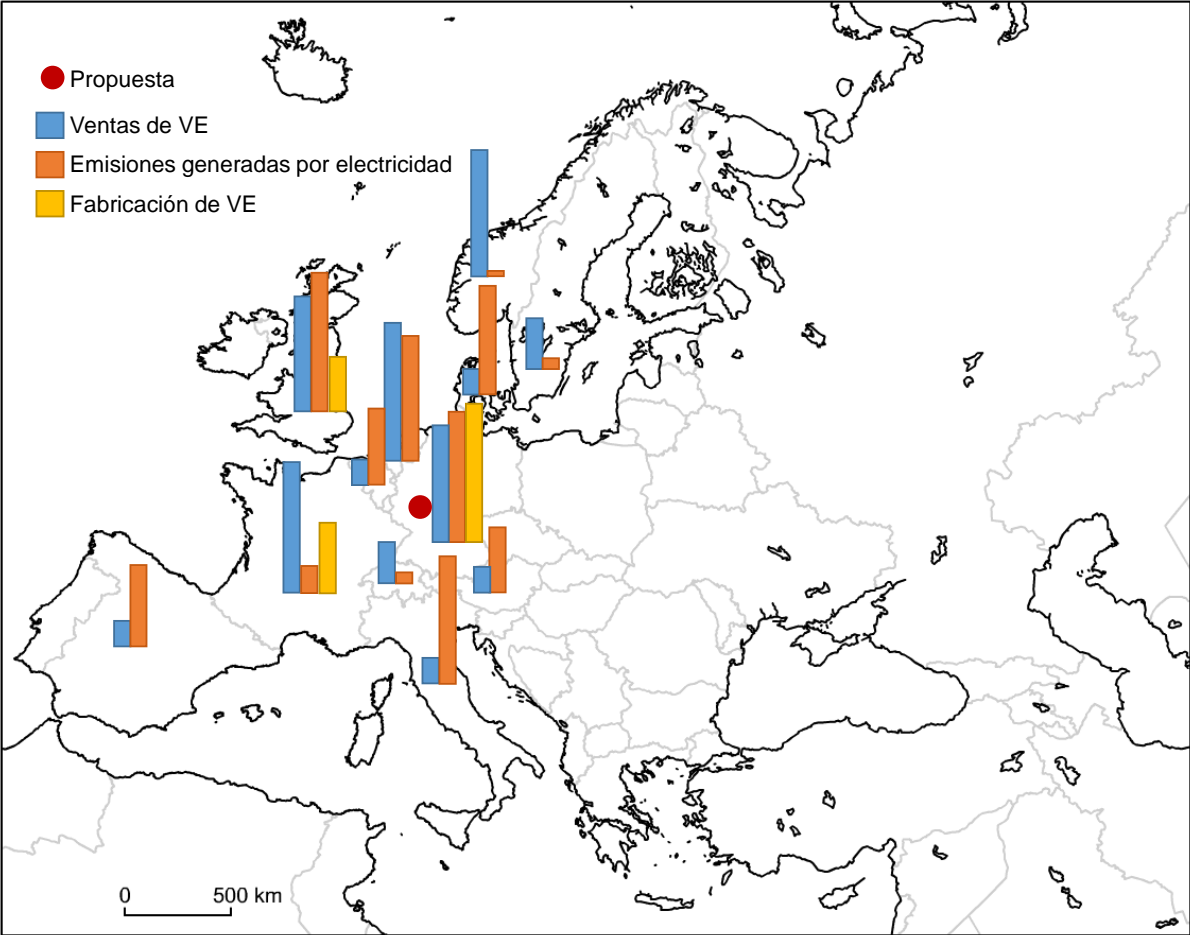 Propuesta
Ventas de VE
Emisiones generadas por electricidad
Fabricación de VE
0 500 km